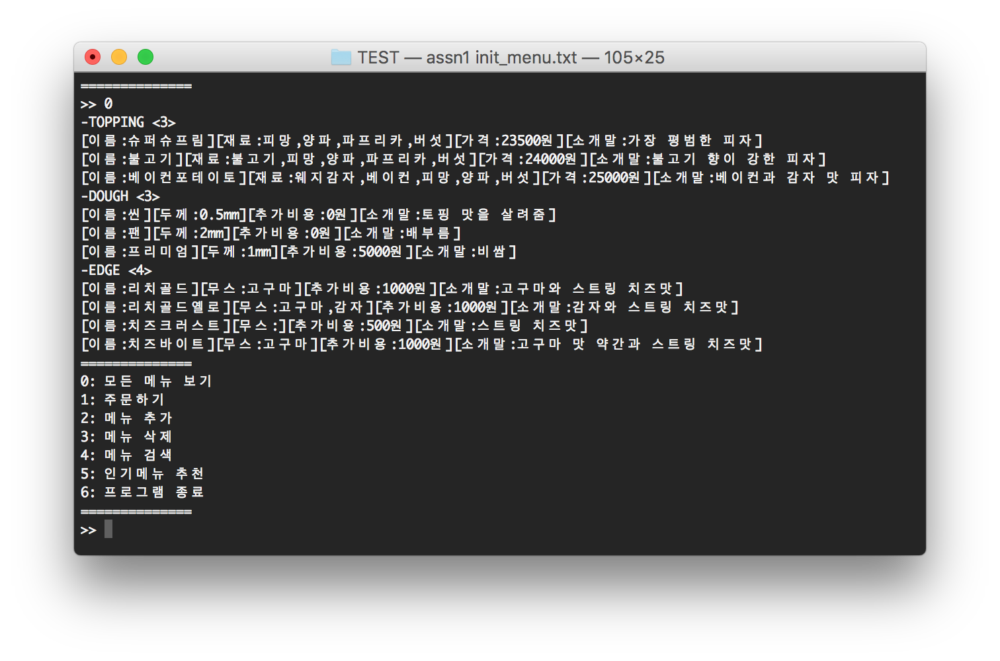 TEST — assn1 init_menu.txt — 105×25
==============
>> 0
-TOPPING <3>
[이름:슈퍼슈프림][재료:피망,양파,파프리카,버섯][가격:23500원][소개말:가장 평범한 피자]
[이름:불고기][재료:불고기,피망,양파,파프리카,버섯][가격:24000원][소개말:불고기 향이 강한 피자]
[이름:베이컨포테이토][재료:웨지감자,베이컨,피망,양파,버섯][가격:25000원][소개말:베이컨과 감자 맛 피자]
-DOUGH <3>
[이름:씬][두께:0.5mm][추가비용:0원][소개말:토핑 맛을 살려줌]
[이름:팬][두께:2mm][추가비용:0원][소개말:배부름]
[이름:프리미엄][두께:1mm][추가비용:5000원][소개말:비쌈]
-EDGE <4>
[이름:리치골드][무스:고구마][추가비용:1000원][소개말:고구마와 스트링 치즈맛]
[이름:리치골드옐로][무스:고구마,감자][추가비용:1000원][소개말:감자와 스트링 치즈맛]
[이름:치즈크러스트][무스:][추가비용:500원][소개말:스트링 치즈맛]
[이름:치즈바이트][무스:고구마][추가비용:1000원][소개말:고구마 맛 약간과 스트링 치즈맛]
==============
0: 모든 메뉴 보기
1: 주문하기
2: 메뉴 추가
3: 메뉴 삭제
4: 메뉴 검색
5: 인기메뉴 추천
6: 프로그램 종료
==============
>>